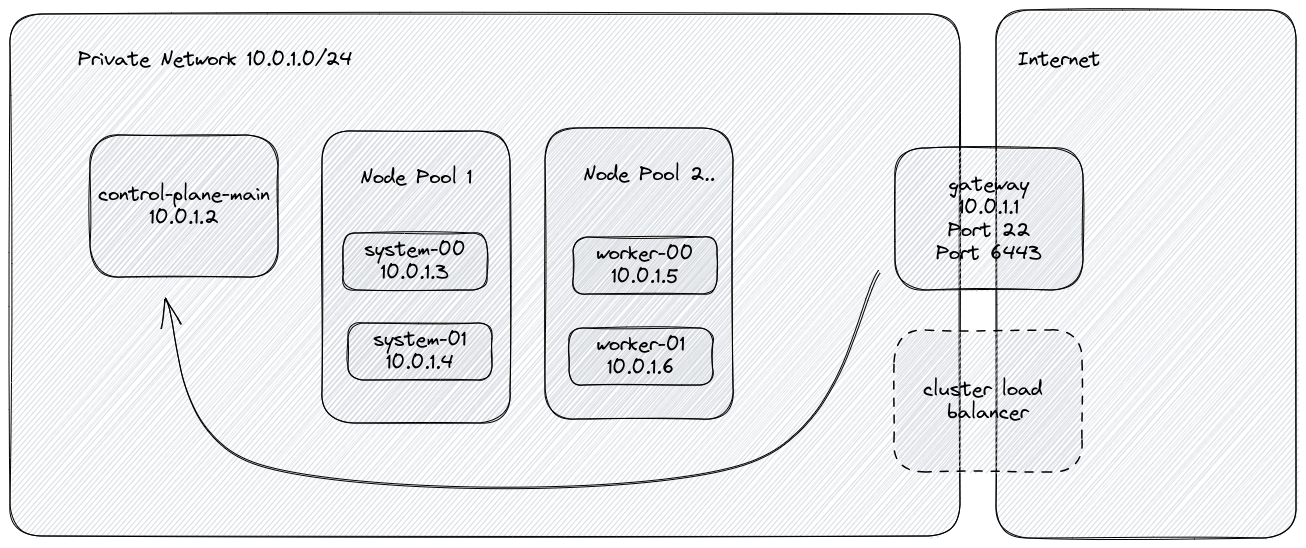 Private Network 10.0.1.0/24
Internet
control-plane-main
10.0.1.2
Node Pool 1
system-00
10.0.1.3
system-01
10.0.1.4
Node Pool 2..
worker-00
10.0.1.5
worker-01
10.0.1.6
gateway
10.0.1.1
Port 22
Port 6443
cluster load
balancer